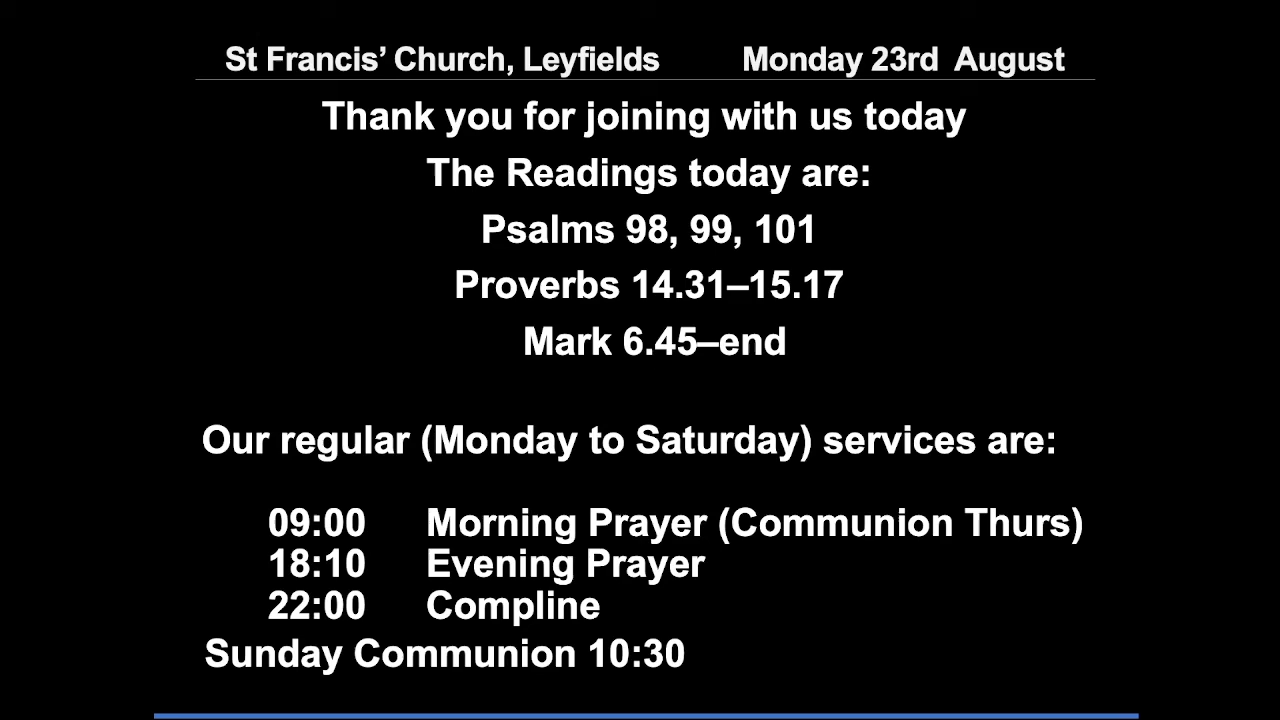 St Francis’ Church, Leyfields Monday 23rd August
Thank you for joining with us today
The Readings today are:
Psalms 98, 99, 101
Proverbs 14.31–15.17
Mark 6.45–end
Our regular (Monday to Saturday) services are:
09:00 Morning Prayer (Communion Thurs)
18:10 Evening Prayer
22:00 Compline
Sunday Communion 10:30